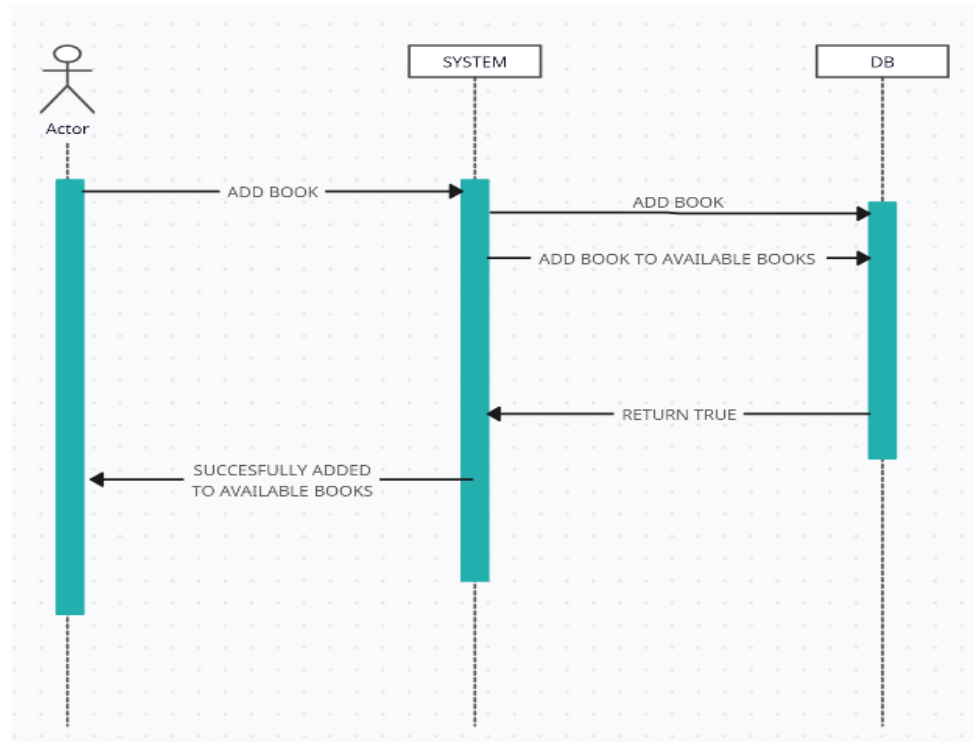 SYSTEM
DB
Actor
ADD BOOK
ADD BOOK
ADD BOOK TO AVAILABLE BOOKS
RETURN TRUE
SUCCESFULLY ADDED
TO AVAILABLE BOOKS